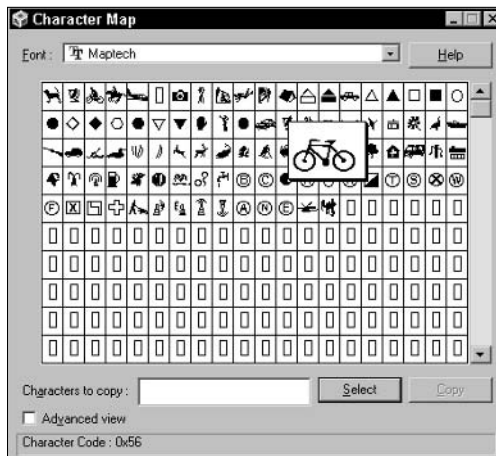 Character Map
Font : Maptech
Help
Characters to copy :
Select
Copy
Advanced view
Character Code : 0x56